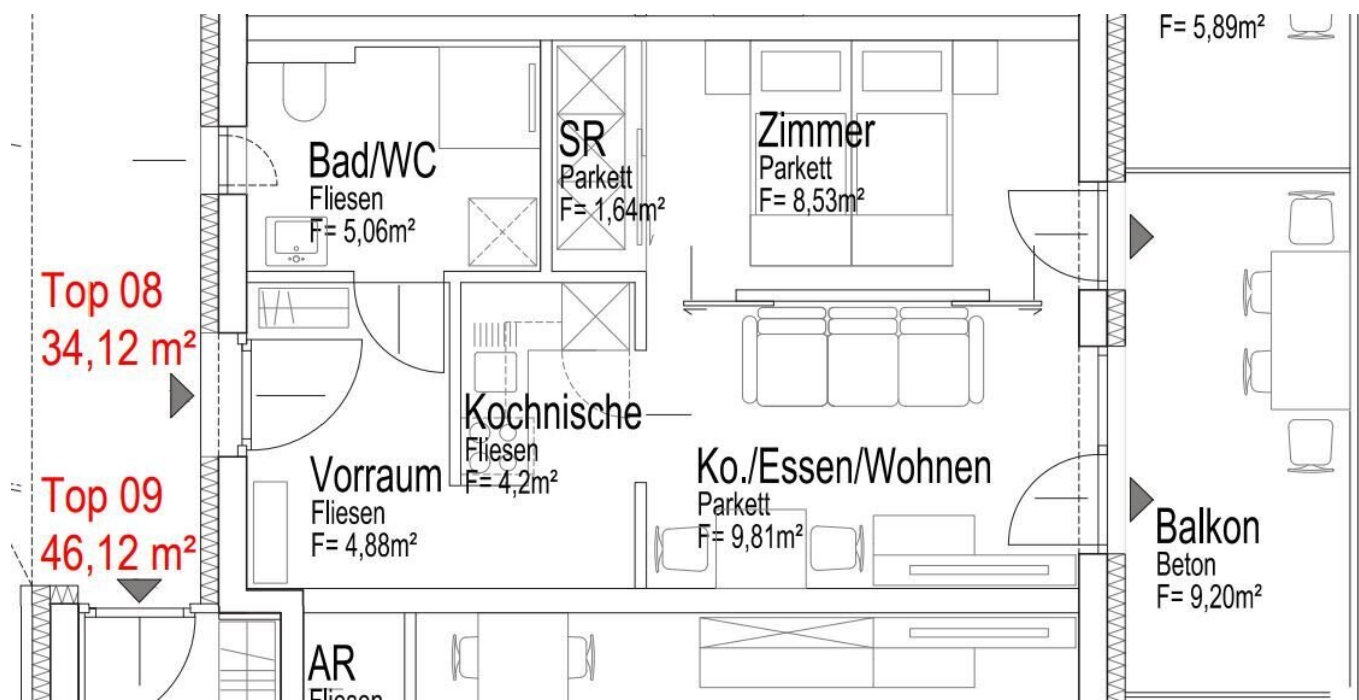 F= 5,89m²
Bad/WC
Fliesen
F= 5,06m²
SR
Parkett
F= 1,64m²
Zimmer
Parkett
F= 8,53m²
Top 08
34,12 m²
Kochnische
Fliesen
F= 4,2m²
Vorraum
Fliesen
F= 4,88m²
Ko./Essen/Wohnen
Parkett
F= 9,81m²
Top 09
46,12 m²
Balkon
Beton
F= 9,20m²
AR
Fliesen